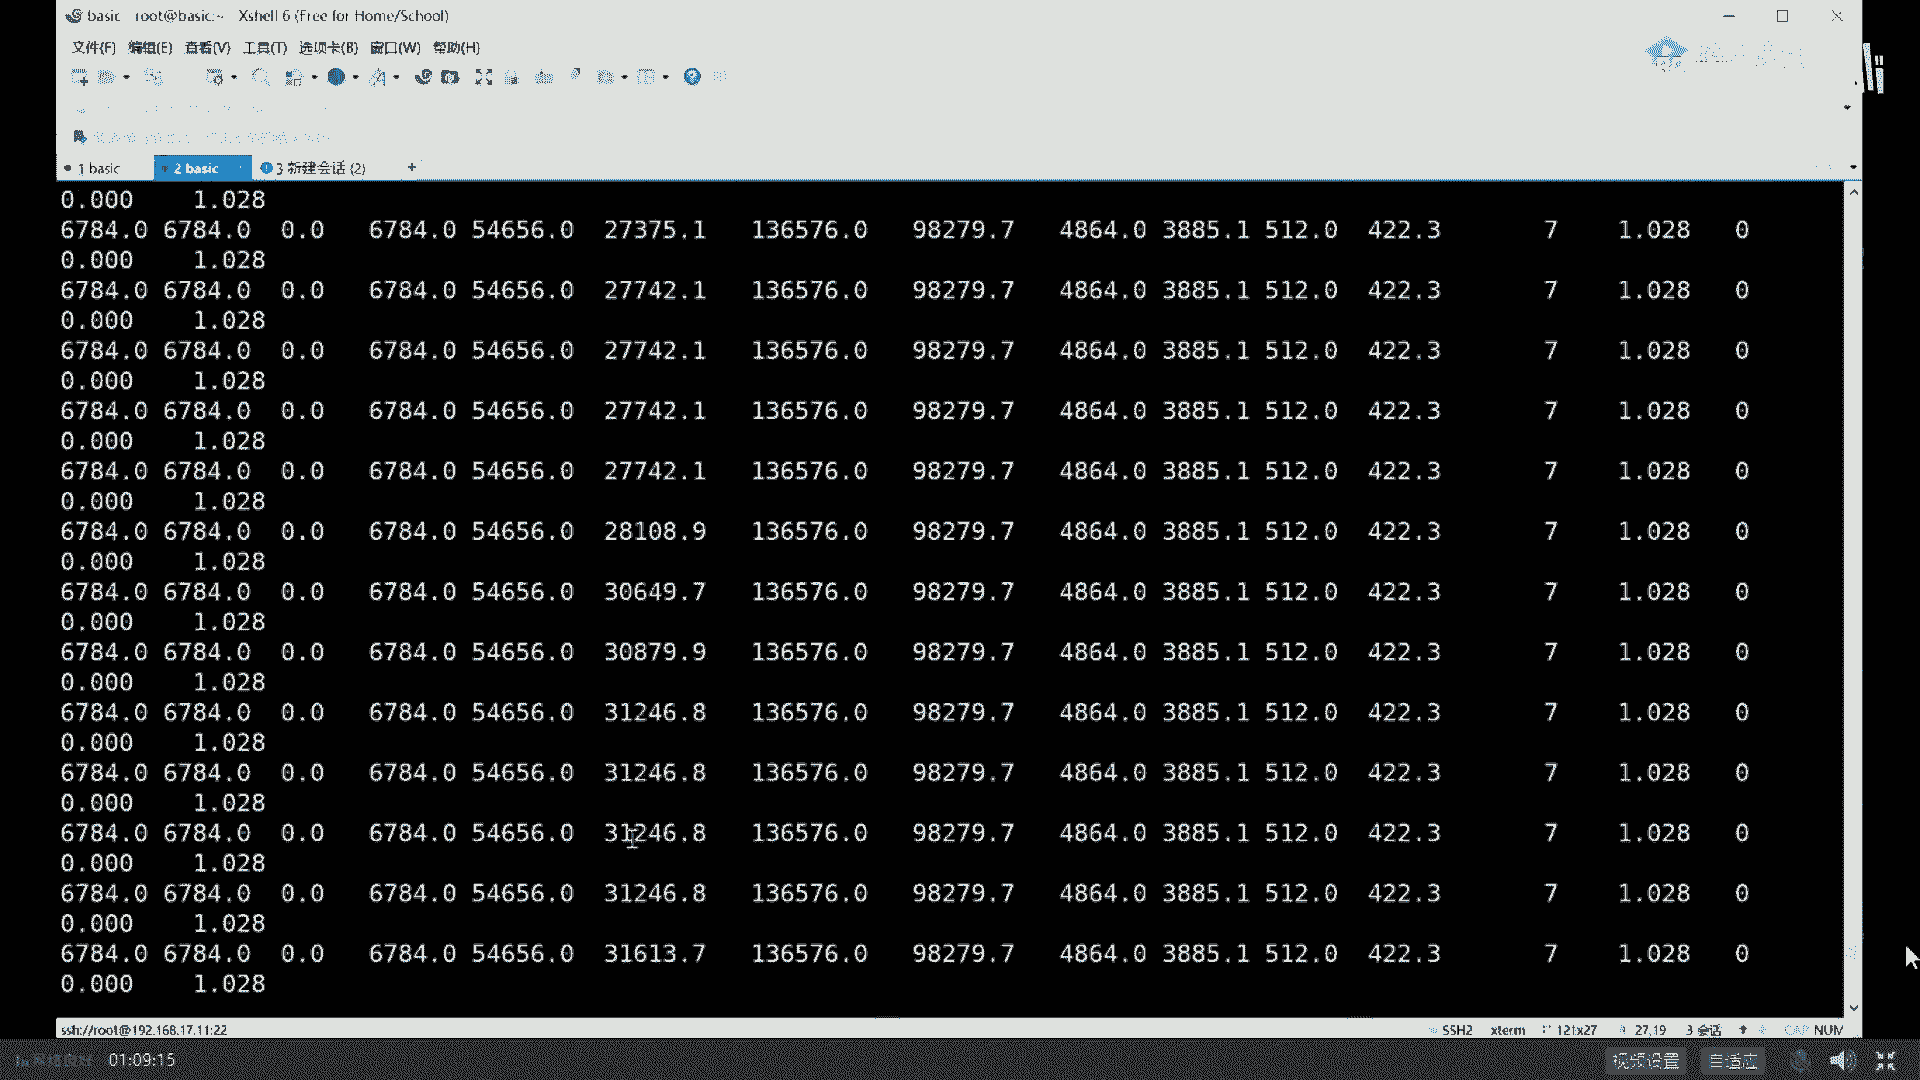 basic root@basic:~ Xshell 6 (Free for Home/School)
文件(F) 编辑(E) 查看(V) 工具(T) 选项卡(B) 窗口(W) 帮助(H)
1 basic 2 basic 3 新建会话 (2) +
0.000 1.028
6784.0 6784.0 0.0 6784.0 54656.0 27375.1 136576.0 98279.7 4864.0 3885.1 512.0 422.3 7 1.028 0
0.000 1.028
6784.0 6784.0 0.0 6784.0 54656.0 27742.1 136576.0 98279.7 4864.0 3885.1 512.0 422.3 7 1.028 0
0.000 1.028
6784.0 6784.0 0.0 6784.0 54656.0 27742.1 136576.0 98279.7 4864.0 3885.1 512.0 422.3 7 1.028 0
0.000 1.028
6784.0 6784.0 0.0 6784.0 54656.0 27742.1 136576.0 98279.7 4864.0 3885.1 512.0 422.3 7 1.028 0
0.000 1.028
6784.0 6784.0 0.0 6784.0 54656.0 27742.1 136576.0 98279.7 4864.0 3885.1 512.0 422.3 7 1.028 0
0.000 1.028
6784.0 6784.0 0.0 6784.0 54656.0 28108.9 136576.0 98279.7 4864.0 3885.1 512.0 422.3 7 1.028 0
0.000 1.028
6784.0 6784.0 0.0 6784.0 54656.0 30649.7 136576.0 98279.7 4864.0 3885.1 512.0 422.3 7 1.028 0
0.000 1.028
6784.0 6784.0 0.0 6784.0 54656.0 30879.9 136576.0 98279.7 4864.0 3885.1 512.0 422.3 7 1.028 0
0.000 1.028
6784.0 6784.0 0.0 6784.0 54656.0 31246.8 136576.0 98279.7 4864.0 3885.1 512.0 422.3 7 1.028 0
0.000 1.028
6784.0 6784.0 0.0 6784.0 54656.0 31246.8 136576.0 98279.7 4864.0 3885.1 512.0 422.3 7 1.028 0
0.000 1.028
6784.0 6784.0 0.0 6784.0 54656.0 31246.8 136576.0 98279.7 4864.0 3885.1 512.0 422.3 7 1.028 0
0.000 1.028
6784.0 6784.0 0.0 6784.0 54656.0 31246.8 136576.0 98279.7 4864.0 3885.1 512.0 422.3 7 1.028 0
0.000 1.028
6784.0 6784.0 0.0 6784.0 54656.0 31613.7 136576.0 98279.7 4864.0 3885.1 512.0 422.3 7 1.028 0
0.000 1.028
ssh://root@192.168.17.11:22 SSH2 xterm 121x27 27,19 3 会话 CAP NUM
01:09:15 视频设置 自适应